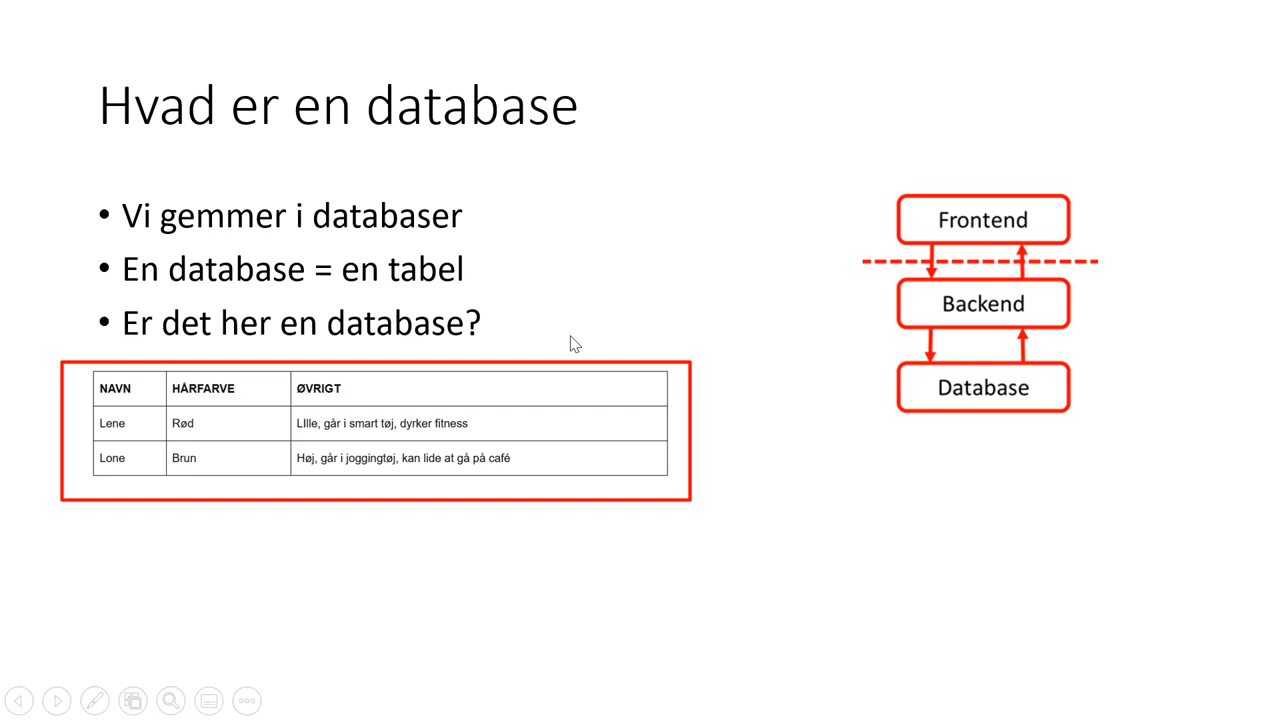 Hvad er en database
• Vi gemmer i databaser
• En database = en tabel
• Er det her en database?
NAVN HÅRFARVE ØVRIGT
Lene Rød LIlle, går i smart tøj, dyrker fitness
Lone Brun Høj, går i joggingtøj, kan lide at gå på café
Frontend
Backend
Database